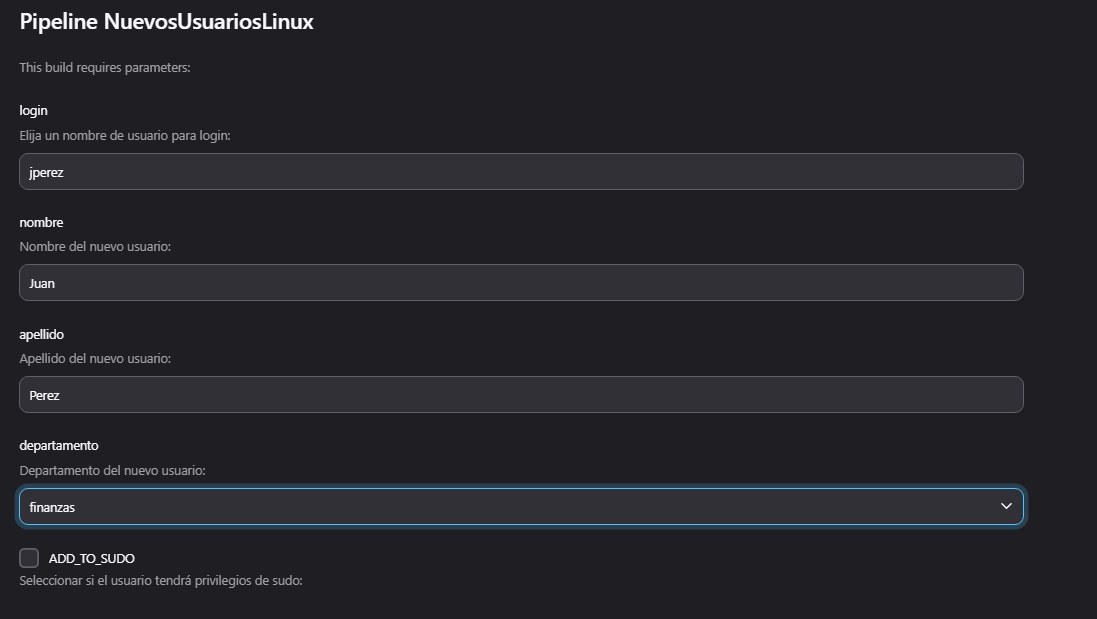 Pipeline NuevosUsuariosLinux
This build requires parameters:
login
Elija un nombre de usuario para login:
jperez
nombre
Nombre del nuevo usuario:
Juan
apellido
Apellido del nuevo usuario:
Perez
departamento
Departamento del nuevo usuario:
finanzas
ADD_TO_SUDO
Seleccionar si el usuario tendrá privilegios de sudo: